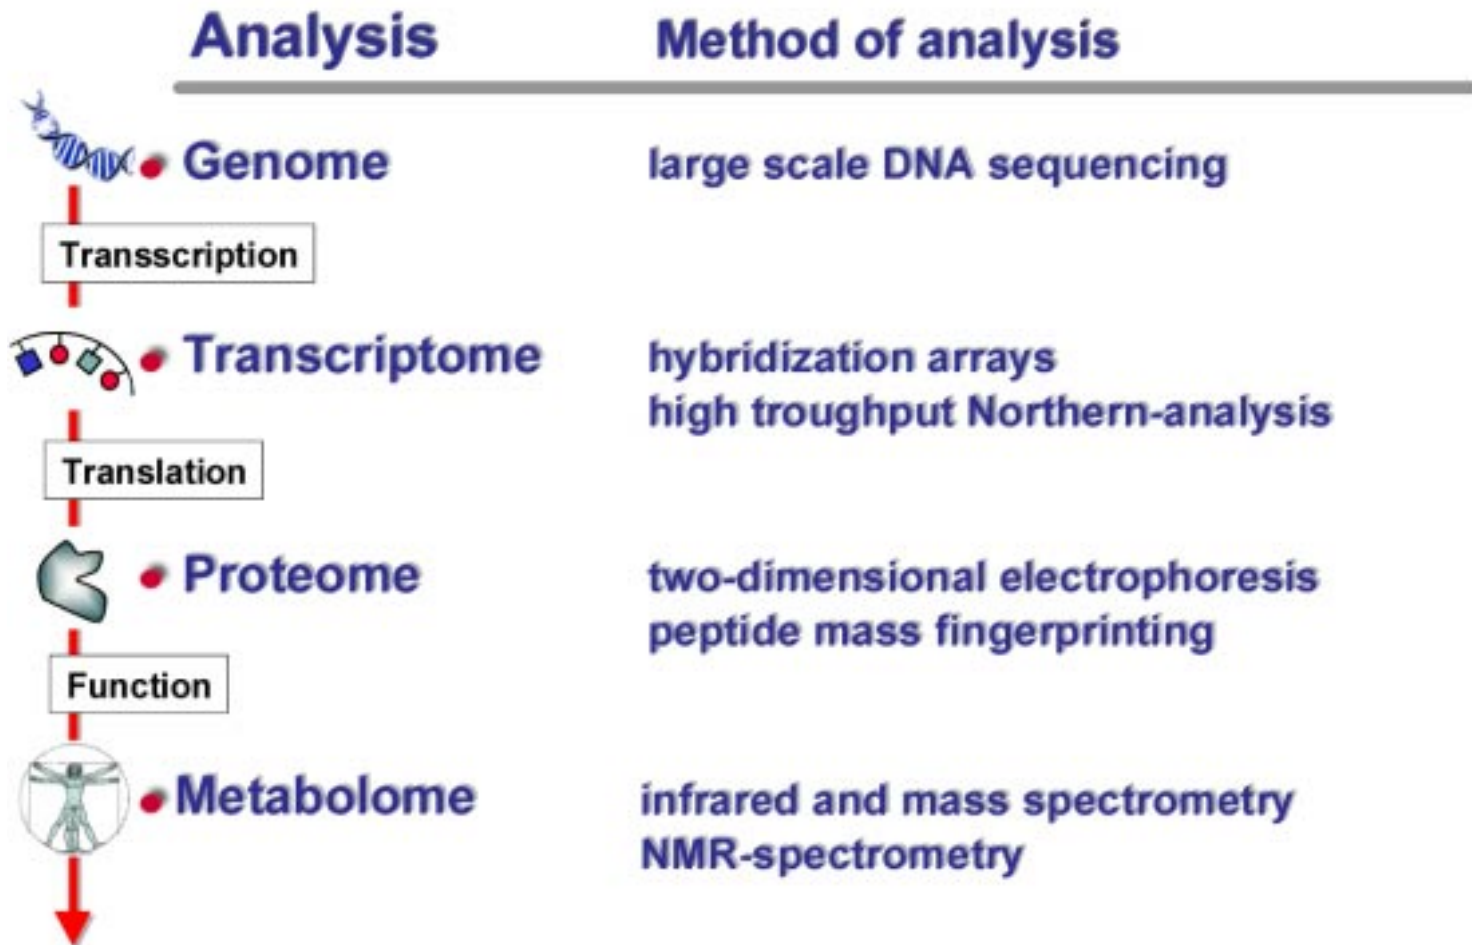 Analysis Method of analysis
Genome large scale DNA sequencing
Transscription
Transcriptome hybridization arrays
high troughput Northern-analysis
Translation
Proteome two-dimensional electrophoresis
peptide mass fingerprinting
Function
Metabolome infrared and mass spectrometry
NMR-spectrometry